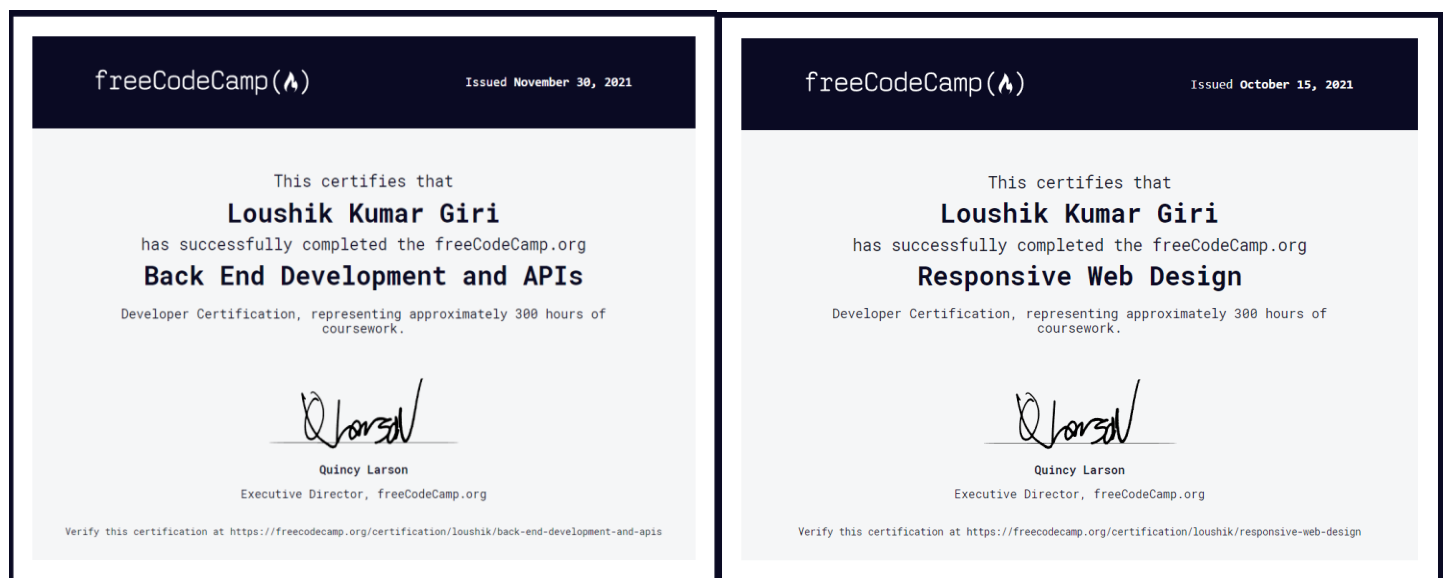 freeCodeCamp(🔥)
Issued November 30, 2021
This certifies that
Loushik Kumar Giri
has successfully completed the freeCodeCamp.org
Back End Development and APIs
Developer Certification, representing approximately 300 hours of
coursework.
QLarson
Quincy Larson
Executive Director, freeCodeCamp.org
Verify this certification at https://freecodecamp.org/certification/loushik/back-end-development-and-apis
freeCodeCamp(🔥)
Issued October 15, 2021
This certifies that
Loushik Kumar Giri
has successfully completed the freeCodeCamp.org
Responsive Web Design
Developer Certification, representing approximately 300 hours of
coursework.
QLarson
Quincy Larson
Executive Director, freeCodeCamp.org
Verify this certification at https://freecodecamp.org/certification/loushik/responsive-web-design